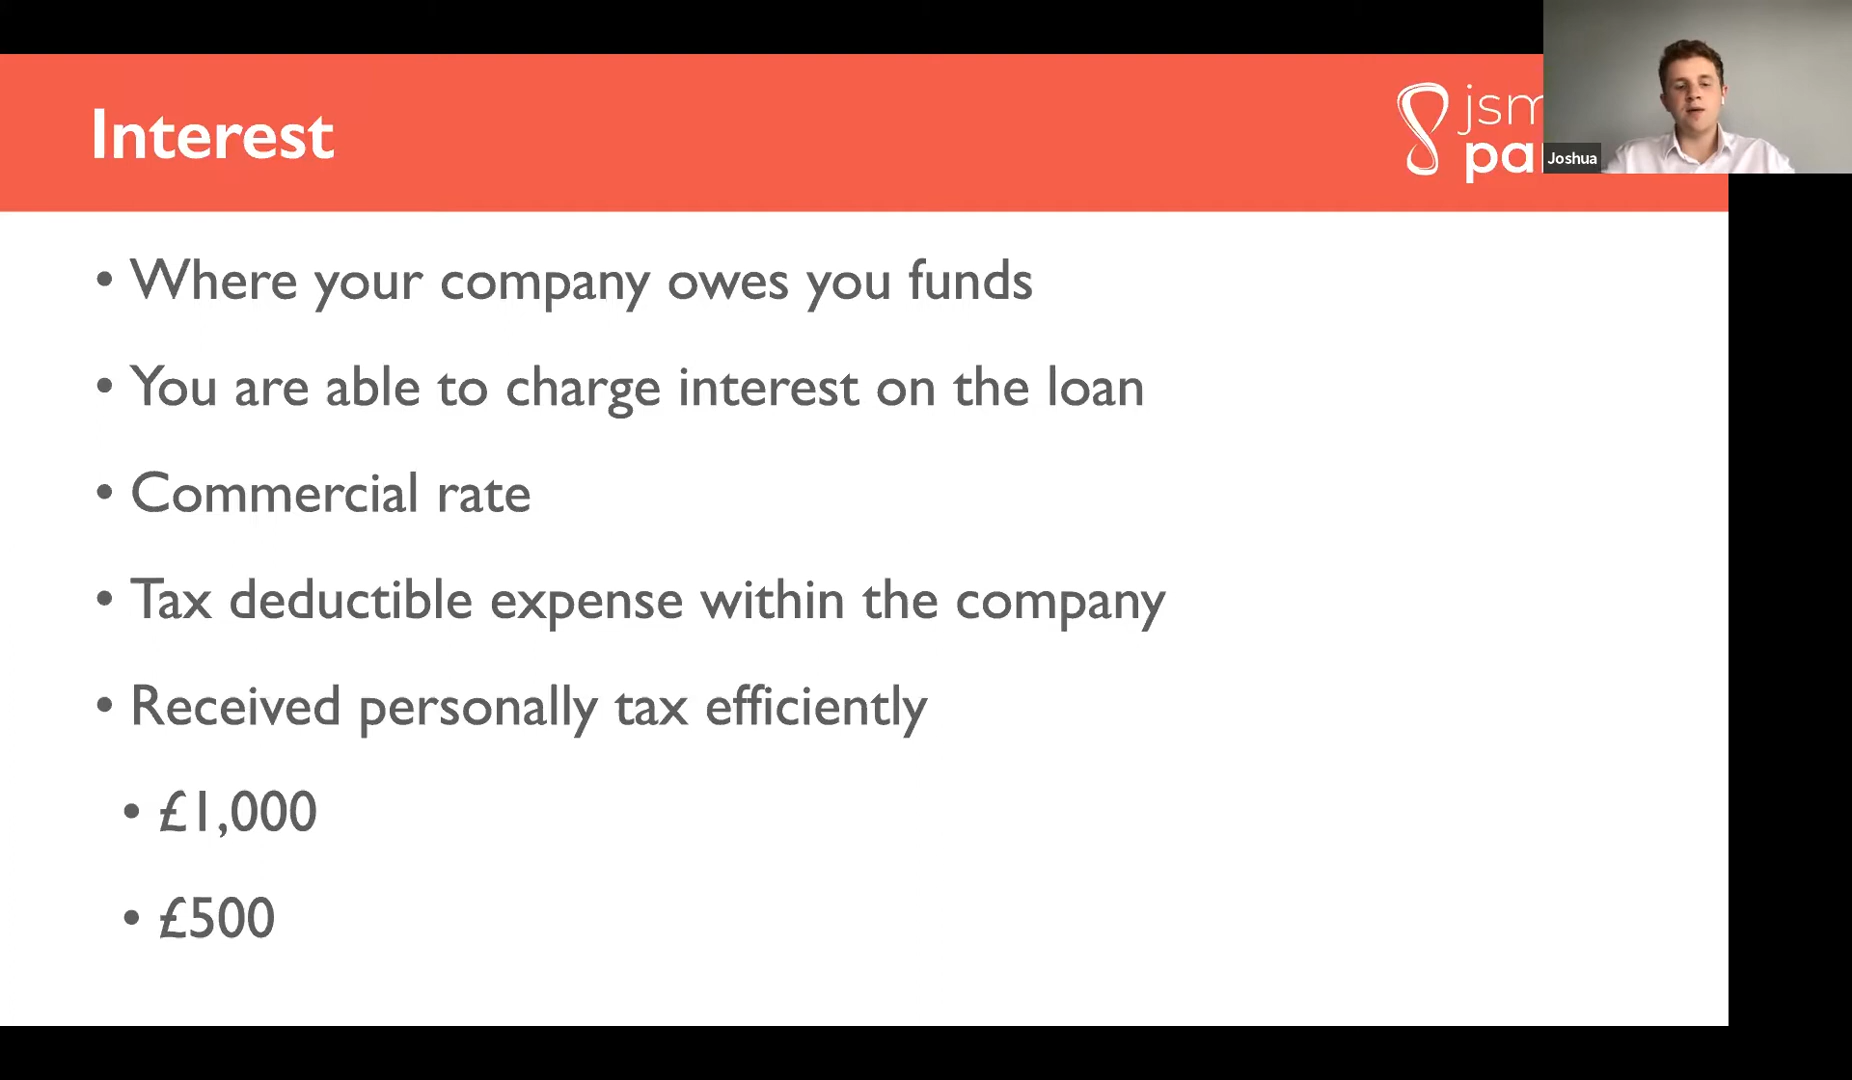 Interest
jsm
pa
Joshua
• Where your company owes you funds
• You are able to charge interest on the loan
• Commercial rate
• Tax deductible expense within the company
• Received personally tax efficiently
• £1,000
• £500